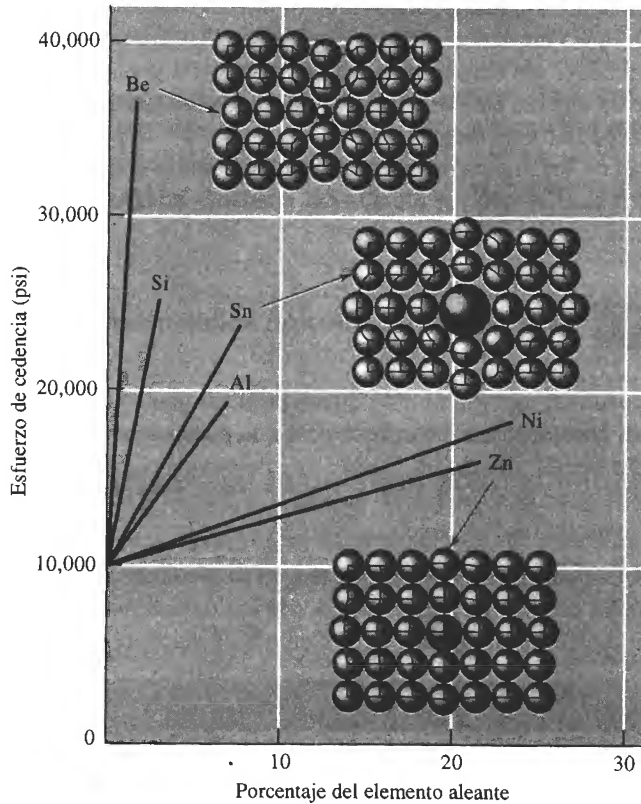 40,000
Be
30,000
Si
Sn
Esfuerzo de cedencia (psi)
20,000
Al
Ni
Zn
10,000
0
10
20
30
Porcentaje del elemento aleante